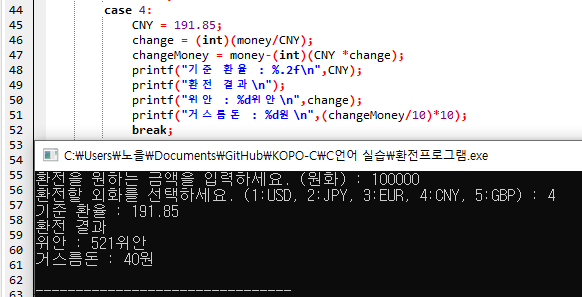 44 case 4:
45 CNY = 191.85;
46 change = (int)(money/CNY);
47 changeMoney = money-(int)(CNY *change);
48 printf("기준 환율 : %.2f\n",CNY);
49 printf("환전 결과\n");
50 printf("위안 : %d위안\n",change);
51 printf("거스름돈 : %d원\n",(changeMoney/10)*10);
52 break;
53
54
55
56
57
58
59
60
61
62
63
C:₩Users₩노을₩Documents₩GitHub₩KOPO-C₩C언어 실습₩환전프로그램.exe
환전을 원하는 금액을 입력하세요. (원화) : 100000
환전할 외화를 선택하세요. (1:USD, 2:JPY, 3:EUR, 4:CNY, 5:GBP) : 4
기준 환율 : 191.85
환전 결과
위안 : 521위안
거스름돈 : 40원
--------------------------------